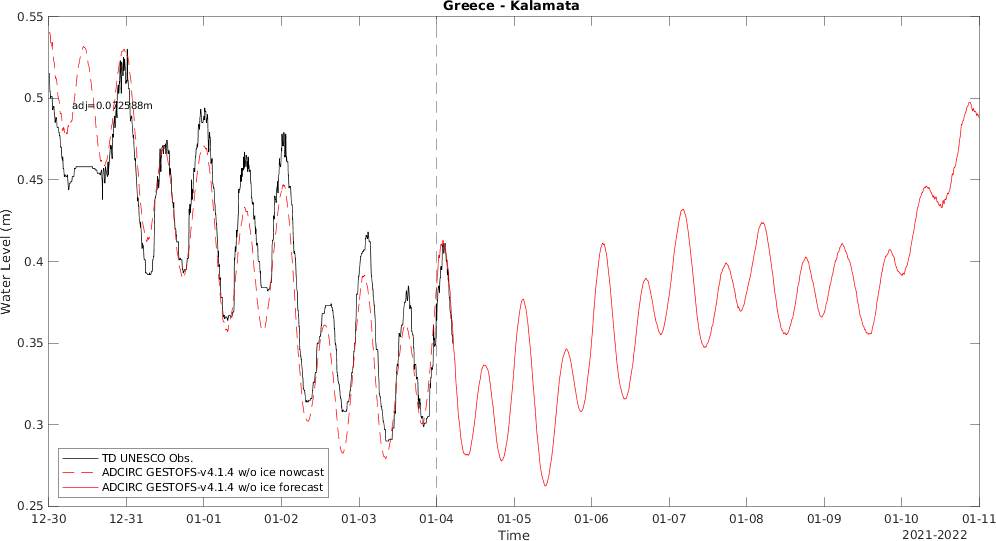 Greece - Kalamata
0.55
0.5
0.45
0.4
0.35
0.3
0.25
Water Level (m)
adj=0.072588m
TD UNESCO Obs.
ADCIRC GESTOFS-v4.1.4 w/o ice nowcast
ADCIRC GESTOFS-v4.1.4 w/o ice forecast
12-30 12-31 01-01 01-02 01-03 01-04 01-05 01-06 01-07 01-08 01-09 01-10 01-11
Time
2021-2022